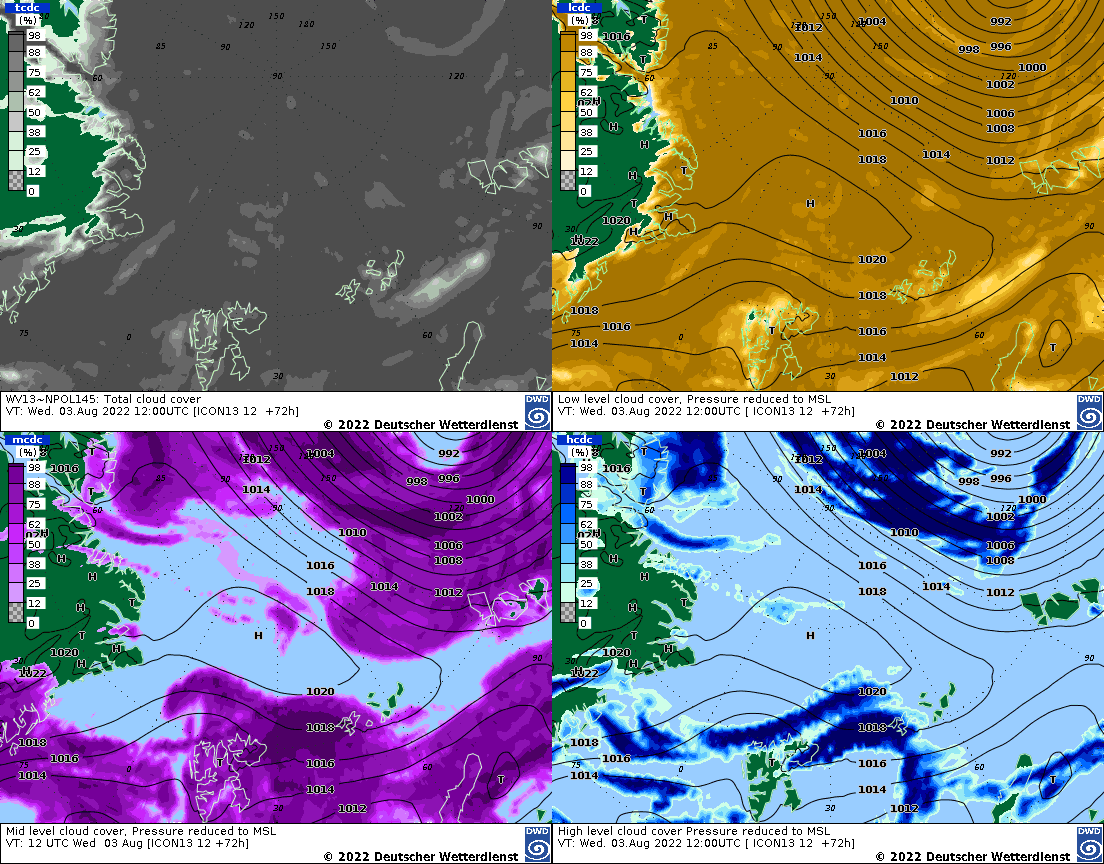 tcdc
(%)
98
88
75
62
50
38
25
12
0
150
180
120
85
90
150
60
90
120
30
90
75
0
60
30
WV13~NPOL145: Total cloud cover
VT: Wed. 03.Aug 2022 12:00UTC [ICON13 12 +72h]
DWD
© 2022 Deutscher Wetterdienst
lcdc
(%)
98
88
75
62
50
38
25
12
0
T
150
1004
992
1016
1012
85
150
998
996
T
1014
1000
60
120
1002
90
1010
H
1006
1016
1008
H
1018
1014
1012
T
H
T
H
H
1020
H
30
90
1022
1020
1018
1018
75
1016
0
T
1016
60
1014
1014
T
30
1012
Low level cloud cover, Pressure reduced to MSL
VT: Wed. 03.Aug 2022 12:00UTC [ ICON13 12 +72h]
DWD
© 2022 Deutscher Wetterdienst
mcdc
(%)
98
88
75
62
50
38
25
12
0
T
150
1004
992
1016
1012
85
90
998
996
T
1014
1000
60
90
1002
H
1010
1006
H
1016
1008
H
1018
1014
1012
H
T
T
H
H
1020
H
90
1022
1020
1018
1018
75
1016
0
T
1016
60
1014
1014
T
30
1012
Mid level cloud cover, Pressure reduced to MSL
VT: 12 UTC Wed 03 Aug [ICON13 12 +72h]
DWD
© 2022 Deutscher Wetterdienst
hcdc
(%)
98
88
75
62
50
38
25
12
0
T
150
1004
992
1016
1012
85
998
996
T
1014
1000
60
90
120
1002
1010
1006
H
1016
1008
H
1018
1014
1012
H
T
T
H
H
1020
H
30
90
1022
1020
1018
1018
75
1016
0
T
1016
60
1014
1014
T
30
1012
High level cloud cover Pressure reduced to MSL
VT: Wed. 03.Aug 2022 12:00UTC [ ICON13 12 +72h]
DWD
© 2022 Deutscher Wetterdienst